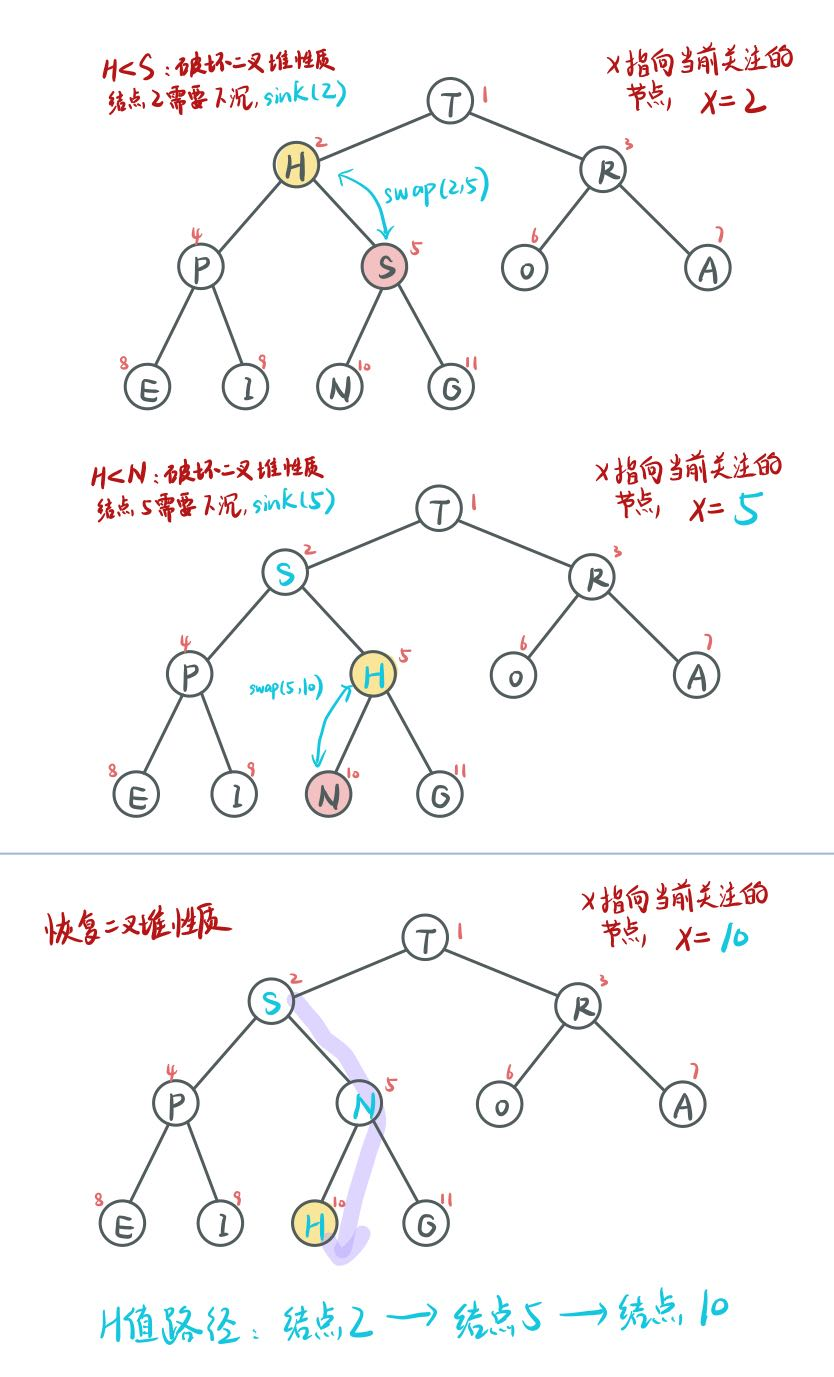 H<S：破坏二叉堆性质
结点2需要下沉，sink(2)
X指向当前关注的
节点， X=2
T 1
H 2
R 3
swap(2,5)
P 4
S 5
O 6
A 7
E 8
I 9
N 10
G 11
H<N：破坏二叉堆性质
结点5需要下沉，sink(5)
X指向当前关注的
节点， X=5
T 1
S 2
R 3
P 4
H 5
O 6
A 7
swap(5,10)
E 8
I 9
N 10
G 11
恢复二叉堆性质
X指向当前关注的
节点， X=10
T 1
S 2
R 3
P 4
N 5
O 6
A 7
E 8
I 9
H 10
G 11
H值路径：结点2→结点5→结点10